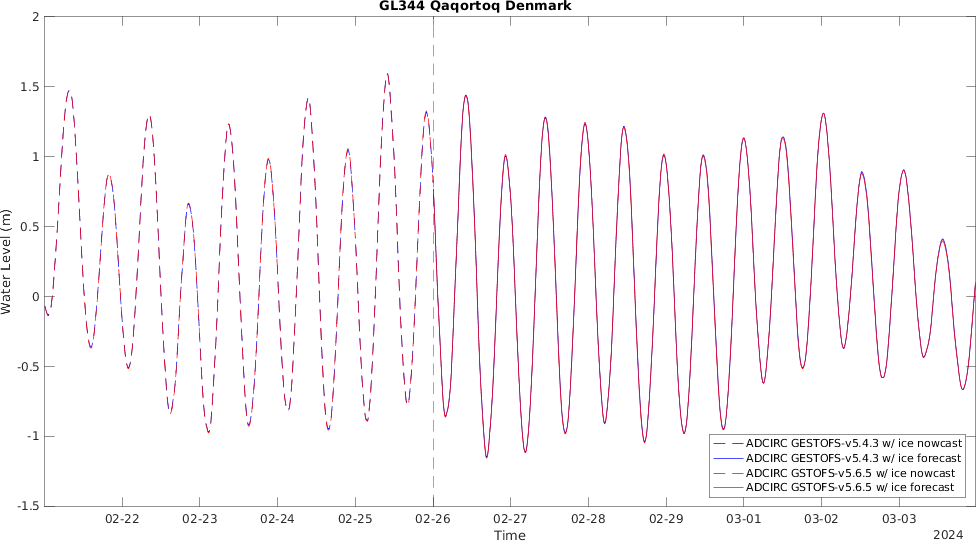 GL344 Qaqortoq Denmark
2
1.5
1
0.5
0
-0.5
-1
-1.5
Water Level (m)
02-22 02-23 02-24 02-25 02-26 02-27 02-28 02-29 03-01 03-02 03-03
Time
2024
ADCIRC GESTOFS-v5.4.3 w/ ice nowcast
ADCIRC GESTOFS-v5.4.3 w/ ice forecast
ADCIRC GSTOFS-v5.6.5 w/ ice nowcast
ADCIRC GSTOFS-v5.6.5 w/ ice forecast